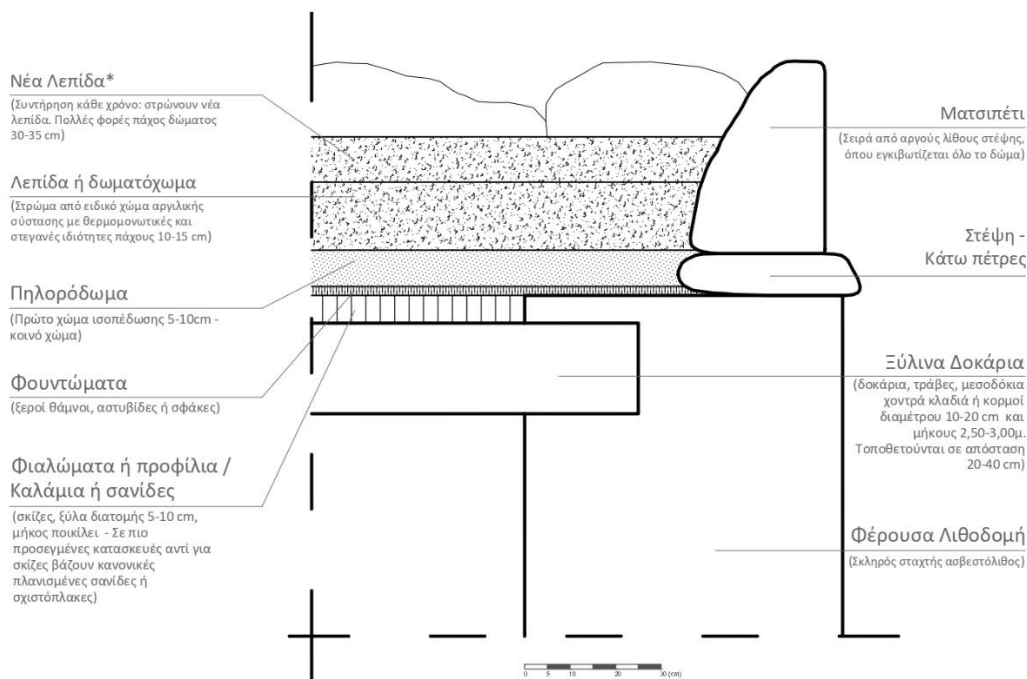 Νέα Λεπίδα*
(Συντήρηση κάθε χρόνο: στρώνουν νέα
λεπίδα. Πολλές φορές πάχος δώματος
30-35 cm)
Λεπίδα ή δωματόχωμα
(Στρώμα από ειδικό χώμα αργιλικής
σύστασης με θερμομονωτικές και
στεγανές ιδιότητες πάχους 10-15 cm)
Πηλορόδωμα
(Πρώτο χώμα ισοπέδωσης 5-10cm -
κοινό χώμα)
Φουντώματα
(ξεροί θάμνοι, αστυβίδες ή σφάκες)
Φιαλώματα ή προφίλια /
Καλάμια ή σανίδες
(σκίζες, ξύλα διατομής 5-10 cm,
μήκος ποικίλει - Σε πιο
προσεγμένες κατασκευές αντί για
σκίζες βάζουν κανονικές
πλανισμένες σανίδες ή
σχιστόπλακες)
Ματσιπέτι
(Σειρά από αργούς λίθους στέψης,
όπου εγκιβωτίζεται όλο το δώμα)
Στέψη -
Κάτω πέτρες
Ξύλινα Δοκάρια
(δοκάρια, τράβες, μεσοδόκια
χοντρά κλαδιά ή κορμοί
διαμέτρου 10-20 cm και
μήκους 2,50-3,00μ.
Τοποθετούνται σε απόσταση
20-40 cm)
Φέρουσα Λιθοδομή
(Σκληρός σταχτής ασβεστόλιθος)
0 5 10 20 30 (cm)